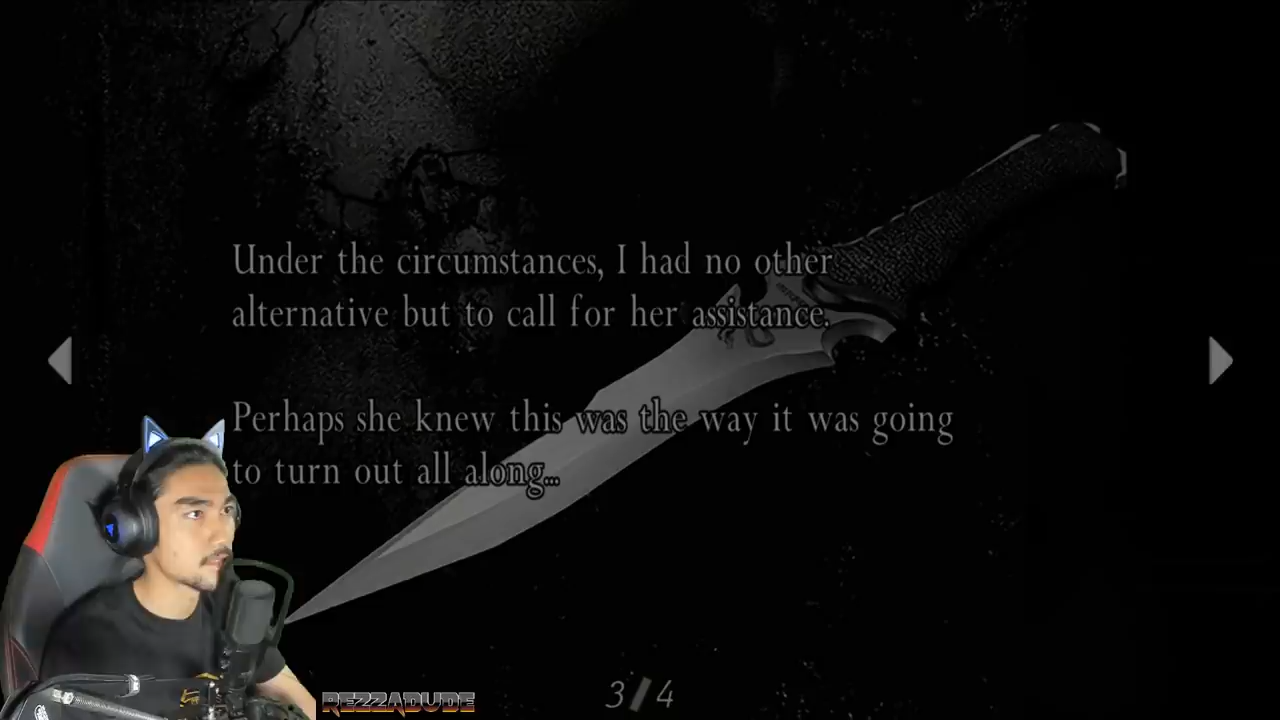 Under the circumstances, I had no other
alternative but to call for her assistance.
Perhaps she knew this was the way it was going
to turn out all along...
REZZADUDE
3/4